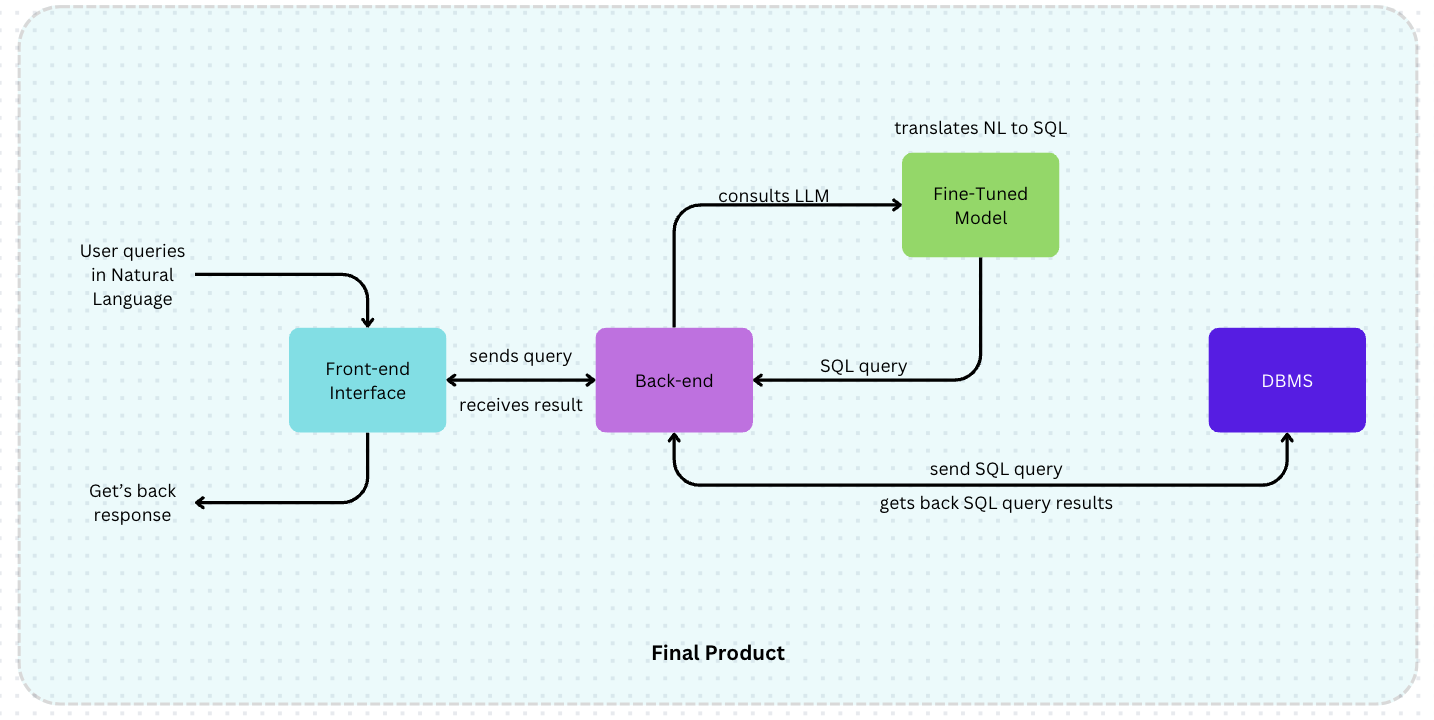 translates NL to SQL
Fine-Tuned
Model
consults LLM
User queries
in Natural
Language
Front-end
Interface
sends query
receives result
Back-end
SQL query
DBMS
send SQL query
gets back SQL query results
Get’s back
response
Final Product